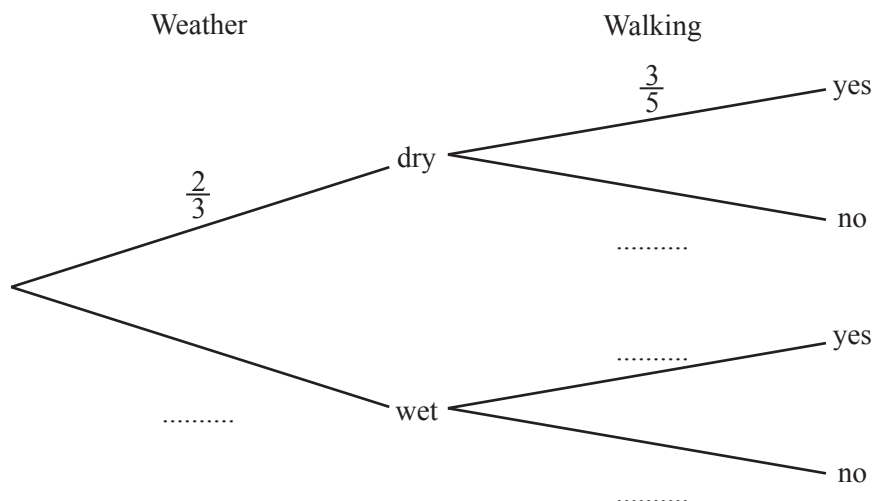 Weather Walking
3
5
yes
dry
2
3
no
..........
yes
..........
wet
..........
no
..........